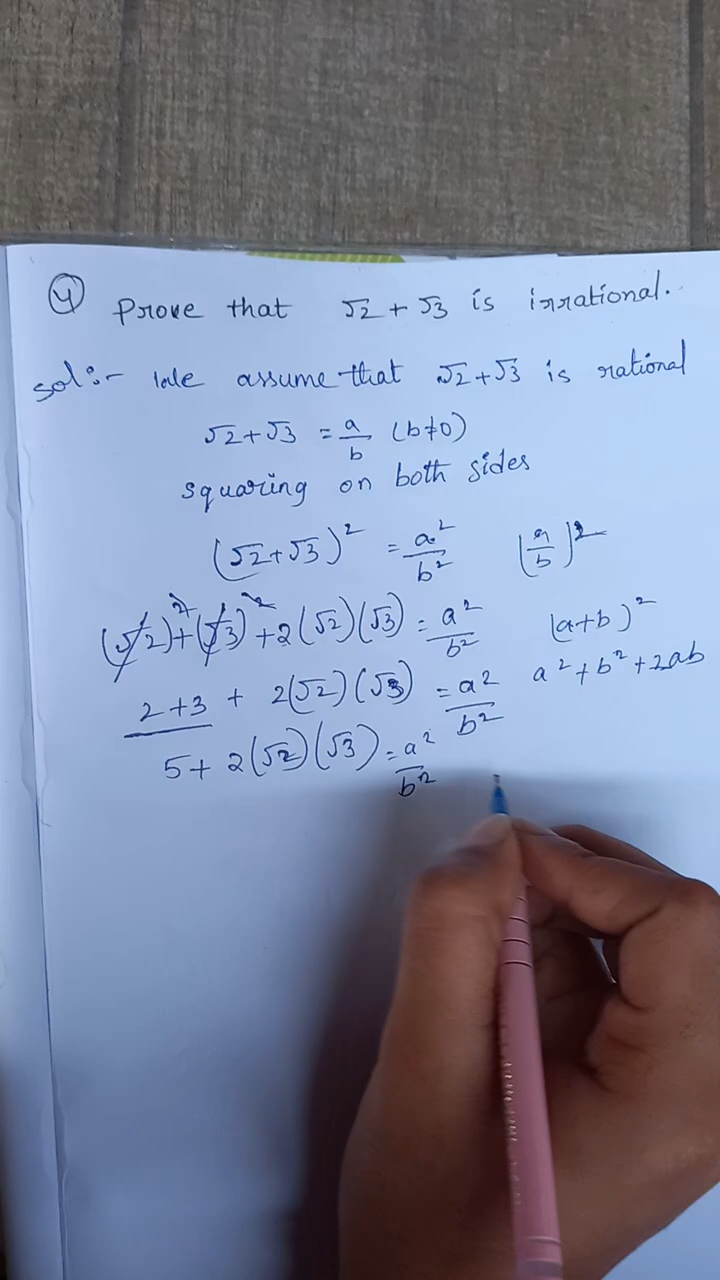 ④ Prove that √2 + √3 is irrational.
Sol:- We assume that √2+√3 is rational
√2+√3 = a/b (b≠0)
squaring on both sides
(√2+√3)² = a²/b² (a/b)²
(√2)²+(√3)²+2(√2)(√3) = a²/b² (a+b)²
2+3 + 2(√2)(√3) = a²/b² a²+b²+2ab
5+2(√2)(√3) = a²/b²